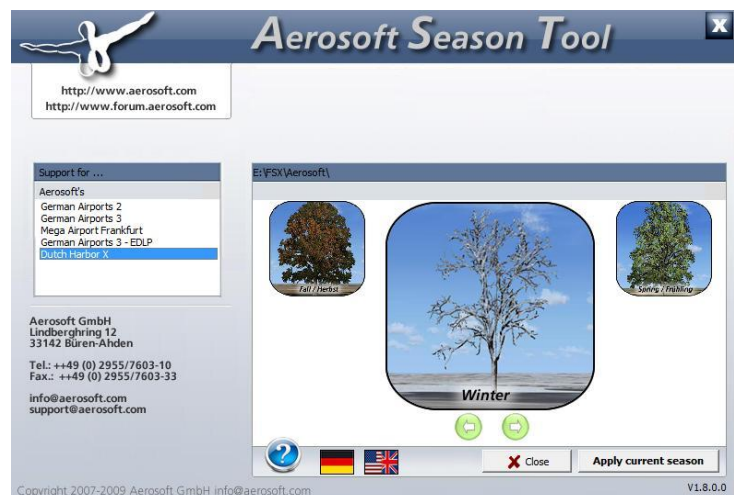 Aerosoft Season Tool
X
http://www.aerosoft.com
http://www.forum.aerosoft.com
Support for ...
Aerosoft's
German Airports 2
German Airports 3
Mega Airport Frankfurt
German Airports 3 - EDLP
Dutch Harbor X
E:\FSX\Aerosoft\
Fall / Herbst
Winter
Spring / Frühling
Aerosoft GmbH
Lindberghring 12
33142 Büren-Ahden
Tel.: ++49 (0) 2955/7603-10
Fax.: ++49 (0) 2955/7603-33
info@aerosoft.com
support@aerosoft.com
?
Close
Apply current season
Copyright 2007-2009 Aerosoft GmbH info@aerosoft.com
V1.8.0.0